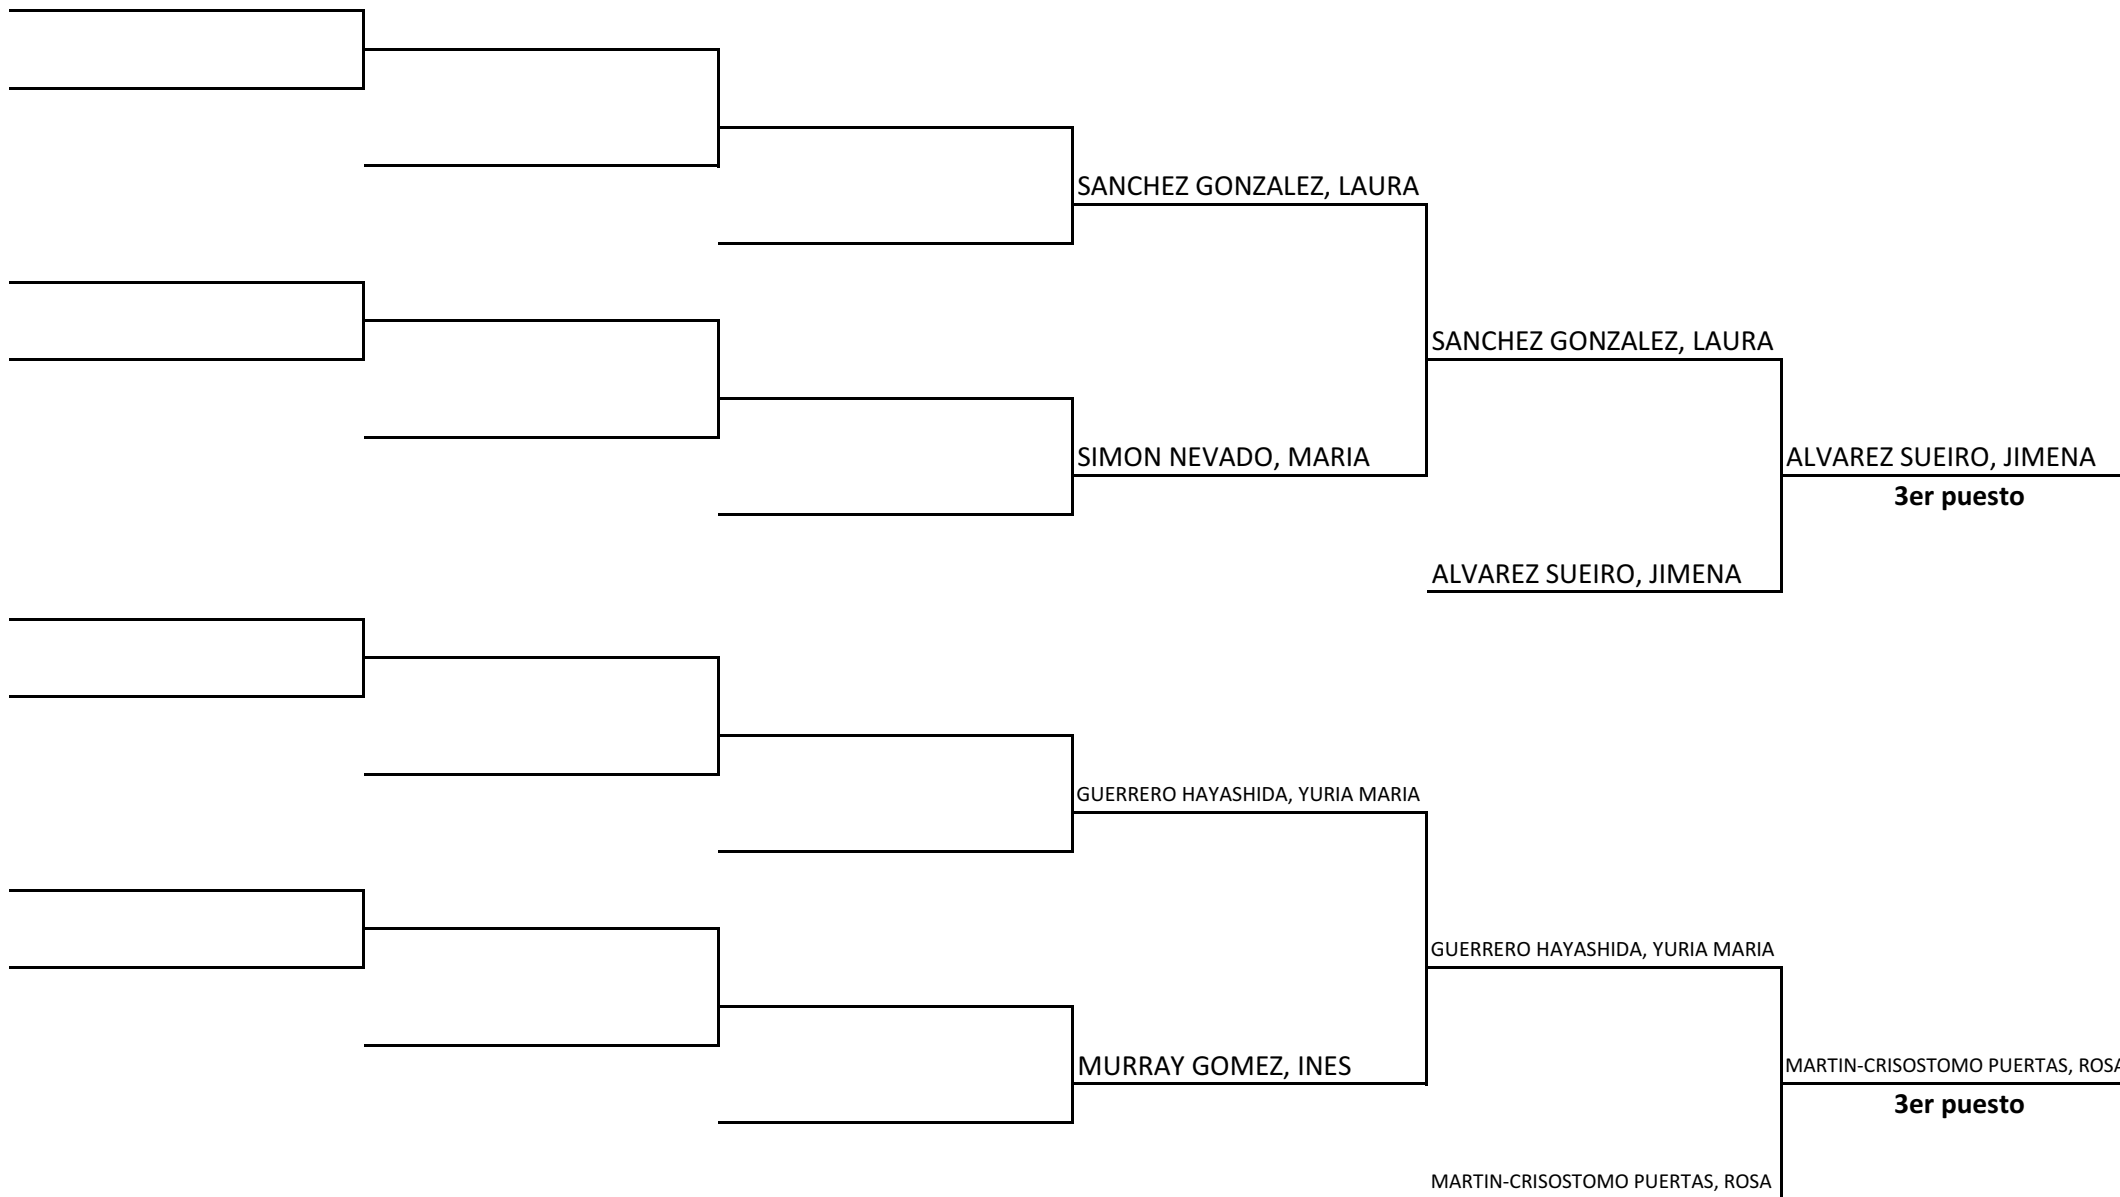 SANCHEZ GONZALEZ, LAURA
SANCHEZ GONZALEZ, LAURA
SIMON NEVADO, MARIA
ALVAREZ SUEIRO, JIMENA
3er puesto
ALVAREZ SUEIRO, JIMENA
GUERRERO HAYASHIDA, YURIA MARIA
GUERRERO HAYASHIDA, YURIA MARIA
MURRAY GOMEZ, INES
MARTIN-CRISOSTOMO PUERTAS, ROSA
3er puesto
MARTIN-CRISOSTOMO PUERTAS, ROSA